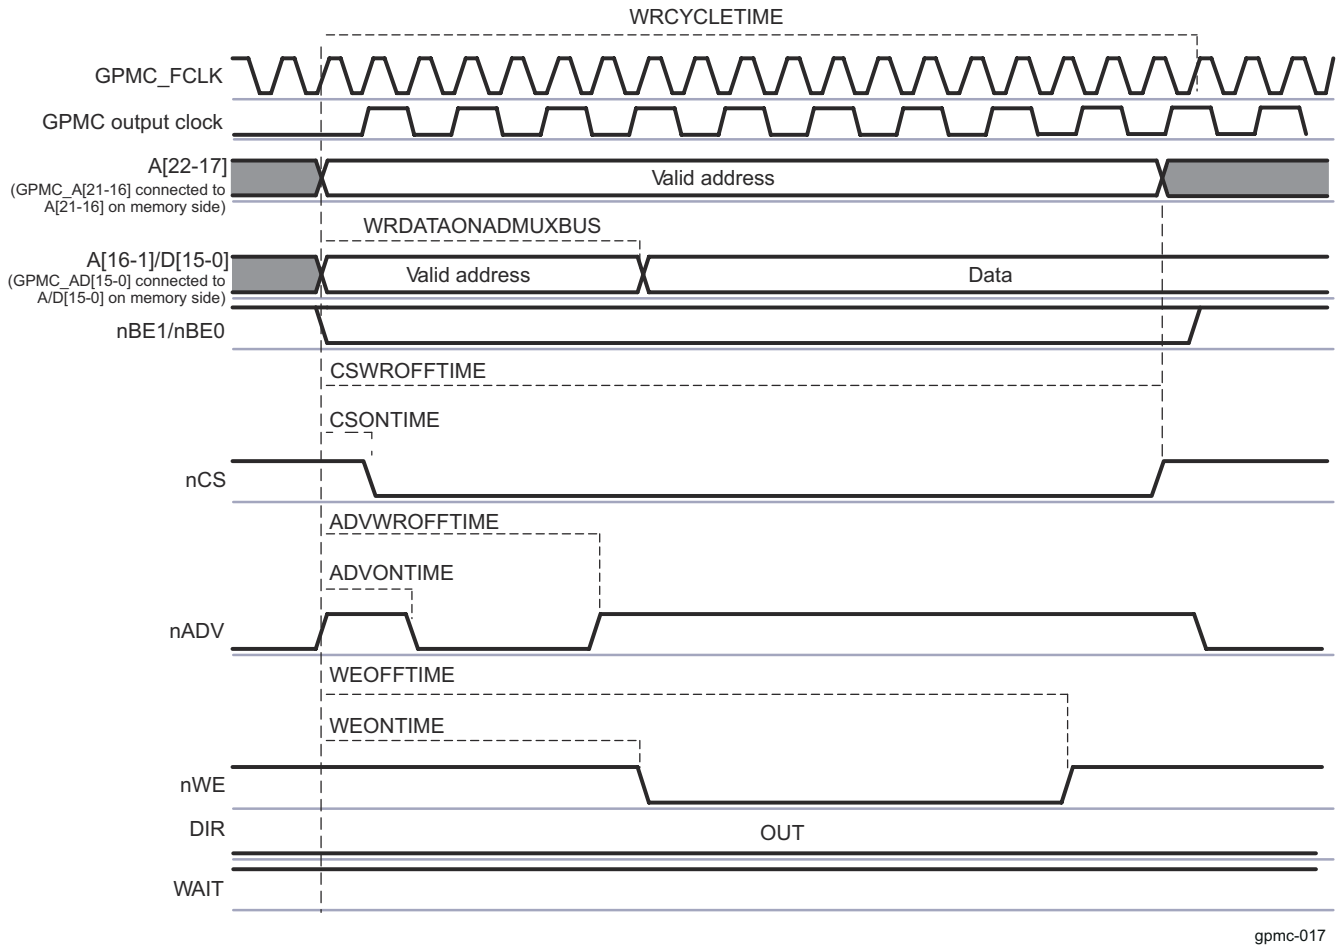 WRCYCLETIME
GPMC_FCLK
GPMC output clock
A[22-17]
(GPMC_A[21-16] connected to
A[21-16] on memory side)
Valid address
WRDATAONADMUXBUS
A[16-1]/D[15-0]
(GPMC_AD[15-0] connected to
A/D[15-0] on memory side)
Valid address
Data
nBE1/nBE0
CSWROFFTIME
CSONTIME
nCS
ADVWROFFTIME
ADVONTIME
nADV
WEOFFTIME
WEONTIME
nWE
DIR
OUT
WAIT
gpmc-017